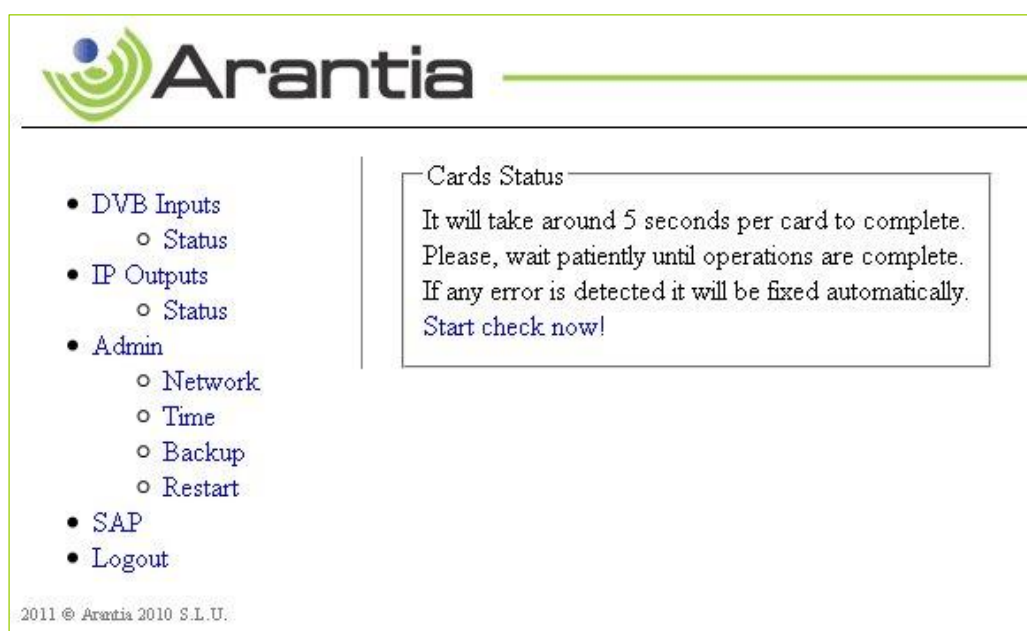 Arantia
DVB Inputs
Status
IP Outputs
Status
Admin
Network
Time
Backup
Restart
SAP
Logout
Cards Status
It will take around 5 seconds per card to complete.
Please, wait patiently until operations are complete.
If any error is detected it will be fixed automatically.
Start check now!
2011 © Arantia 2010 S.L.U.